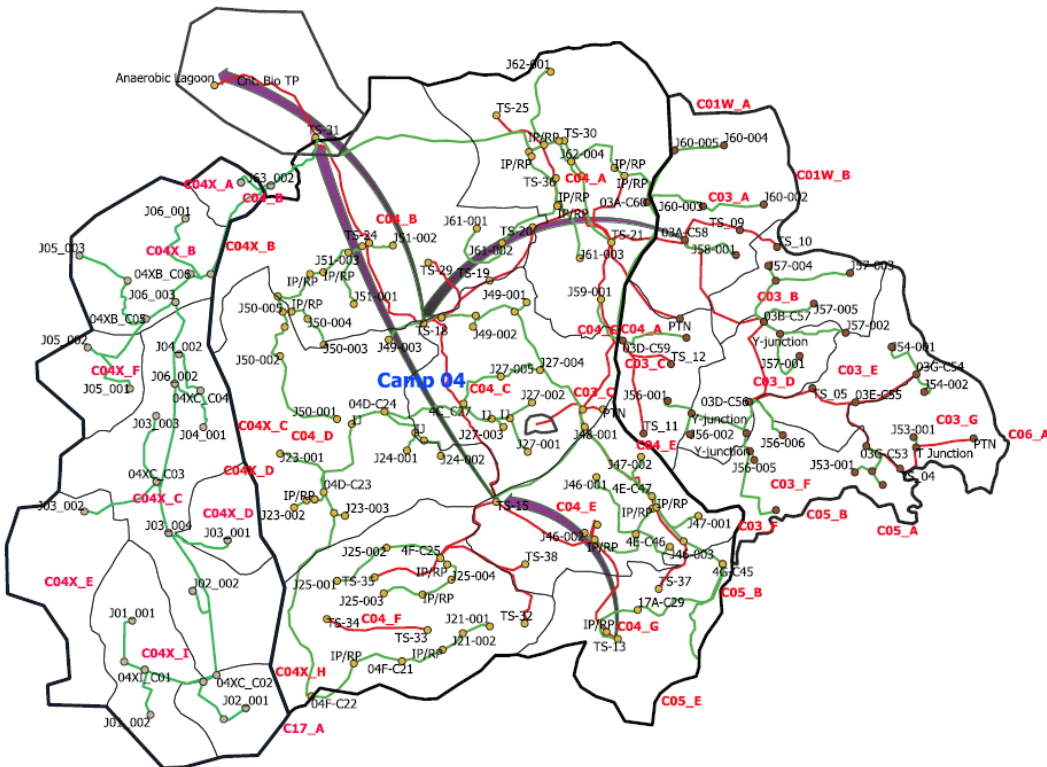 J62-001
Anaerobic Lagoon
Cnt. Bio TP
C01W_A
TS-25
TS-31
IP/RP
TS-30
J60-005
J60-004
J62-004
IP/RP
IP/RP
C01W_B
C04X_A
J63_002
C04_B
TS-36
C04_A
IP/RP
C03_A
IP/RP
03A-C60
J60-003
J60-002
J06_001
C04_B
J61-001
IP/RP
TS_09
TS-20
C04X_B
TS-24
J51-002
TS-21
03A-C58
TS_10
J05_003
C04X_B
J61-002
J58-001
J51-003
J61-003
04XB_C06
IP/RP
TS-29
TS-19
J57-004
J57-003
IP/RP
J06_003
J51-001
J49-001
J59-001
C03_B
J50-005
J57-005
04XB_C05
IP/RP
J50-004
TS-18
03B-C57
PTN
J57-002
J49-002
C04_C
C04_A
J05_002
J50-003
J49-003
03D-C59
Y-junction
J54-001
J04_002
J50-002
TS_12
C03_C
J57-001
C04X_F
J27-004
C03_E
03G-C54
J06_002
J27-005
Camp 04
C03_D
J54-002
J05_01
C04_C
TS_05
04XC_C04
C03_C
J56-001
03D-C56
03E-C55
J27-002
04D-C24
4C_C27
J03_003
J50-001
PTN
Y-junction
C03_G
C04X_C
JJ
JJ
J04_001
C04_D
JJ
J27-003
J48-001
TS_11
J56-002
J56-006
J53-001
C06_A
J27-001
C04_E
PTN
J23-001
J24-001
J24-002
Y-junction
03G-C53
T Junction
C04X_D
J47-002
J56-005
04XC_C03
J53-001
TS_04
C04X_C
04D-C23
J46-001
4E-C47
C03_F
J03_002
IP/RP
TS-15
IP/RP
C04X_D
J23-002
J23-003
C04_E
IP/RP
J47-001
C03_F
C05_B
J03_004
C05_A
J03_001
J46-002
IP/RP
4E-C46
J46-003
J25-002
4F-C25
TS-38
4G-C45
C04X_E
IP/RP
J02_002
J25-001
TS-35
J25-004
TS-37
C05_B
J25-003
IP/RP
17A-C29
J01_001
TS-34
C04_F
TS-33
J21-001
TS-32
IP/RP
C04_G
J21-002
TS-13
C04X_I
IP/RP
IP/RP
C04X_H
04F-C21
04XI_C01
04XC_C02
04F-C22
C05_E
J02_001
J01_002
C17_A